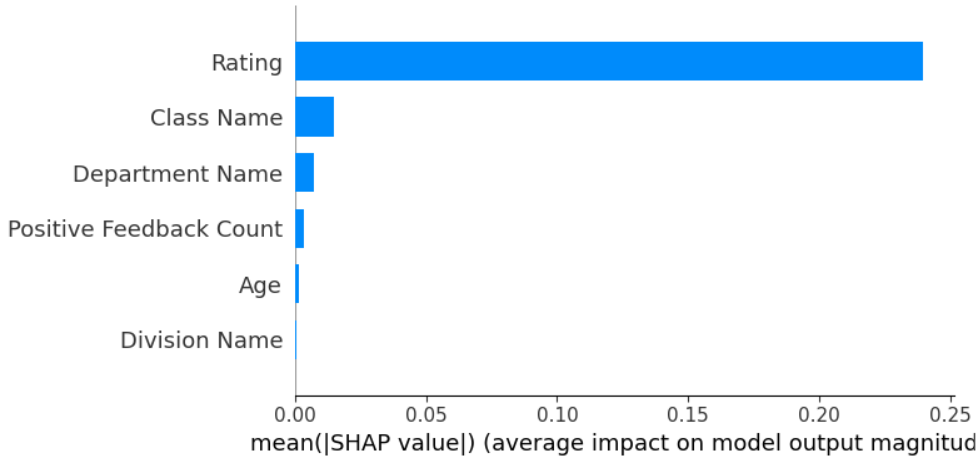 Rating
Class Name
Department Name
Positive Feedback Count
Age
Division Name
0.00 0.05 0.10 0.15 0.20 0.25
mean(|SHAP value|) (average impact on model output magnitud